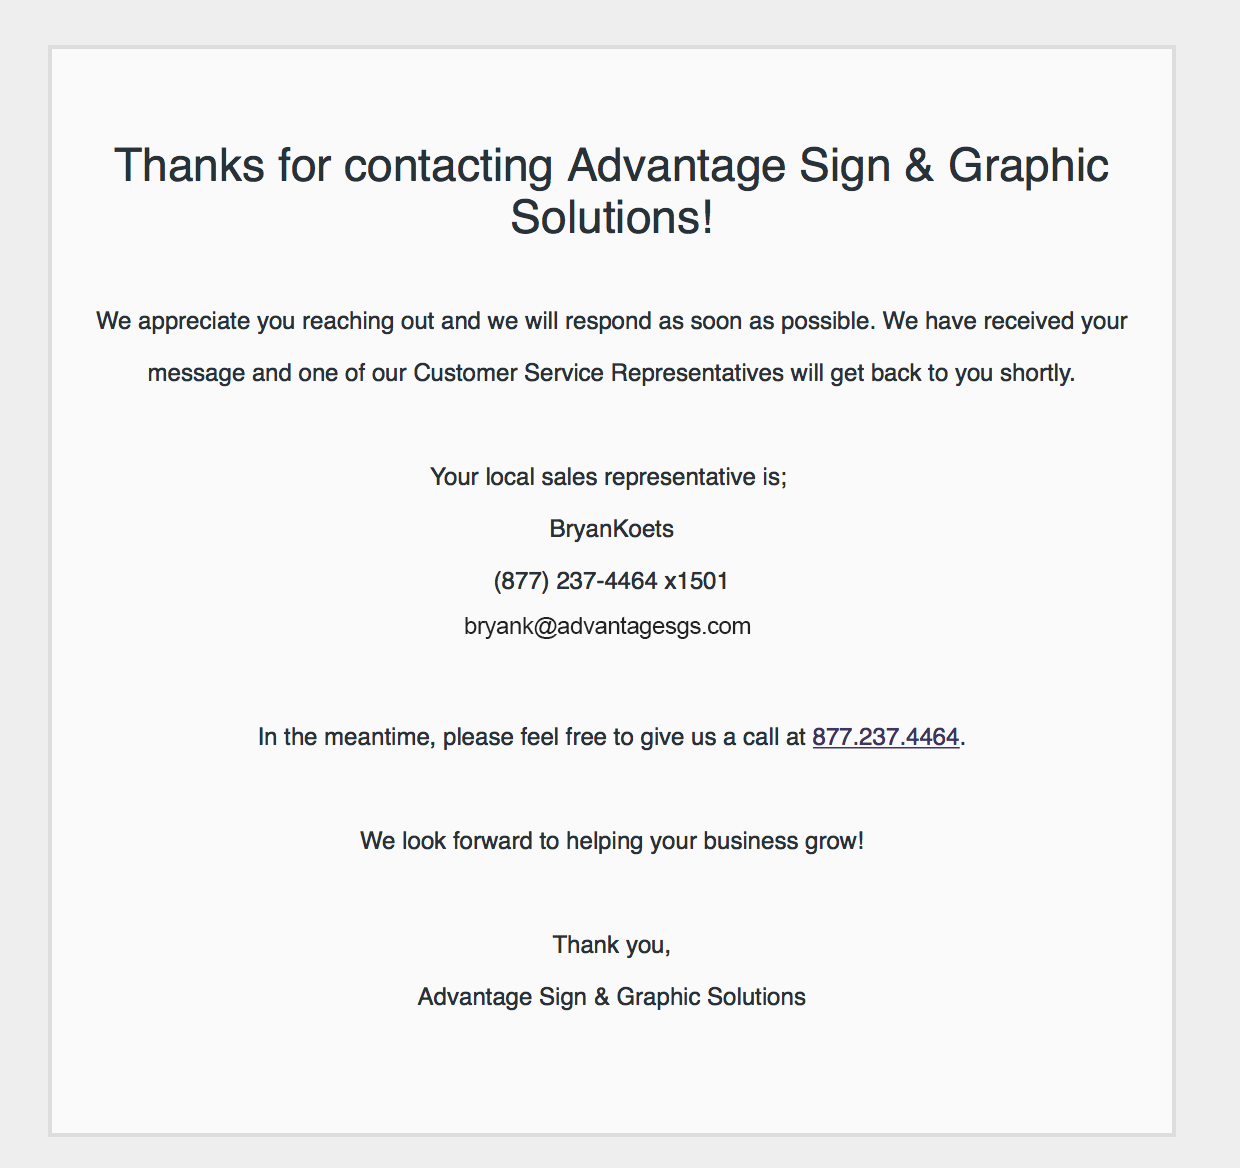 Thanks for contacting Advantage Sign & Graphic
Solutions!
We appreciate you reaching out and we will respond as soon as possible. We have received your
message and one of our Customer Service Representatives will get back to you shortly.
Your local sales representative is;
BryanKoets
(877) 237-4464 x1501
bryank@advantagesgs.com
In the meantime, please feel free to give us a call at 877.237.4464.
We look forward to helping your business grow!
Thank you,
Advantage Sign & Graphic Solutions